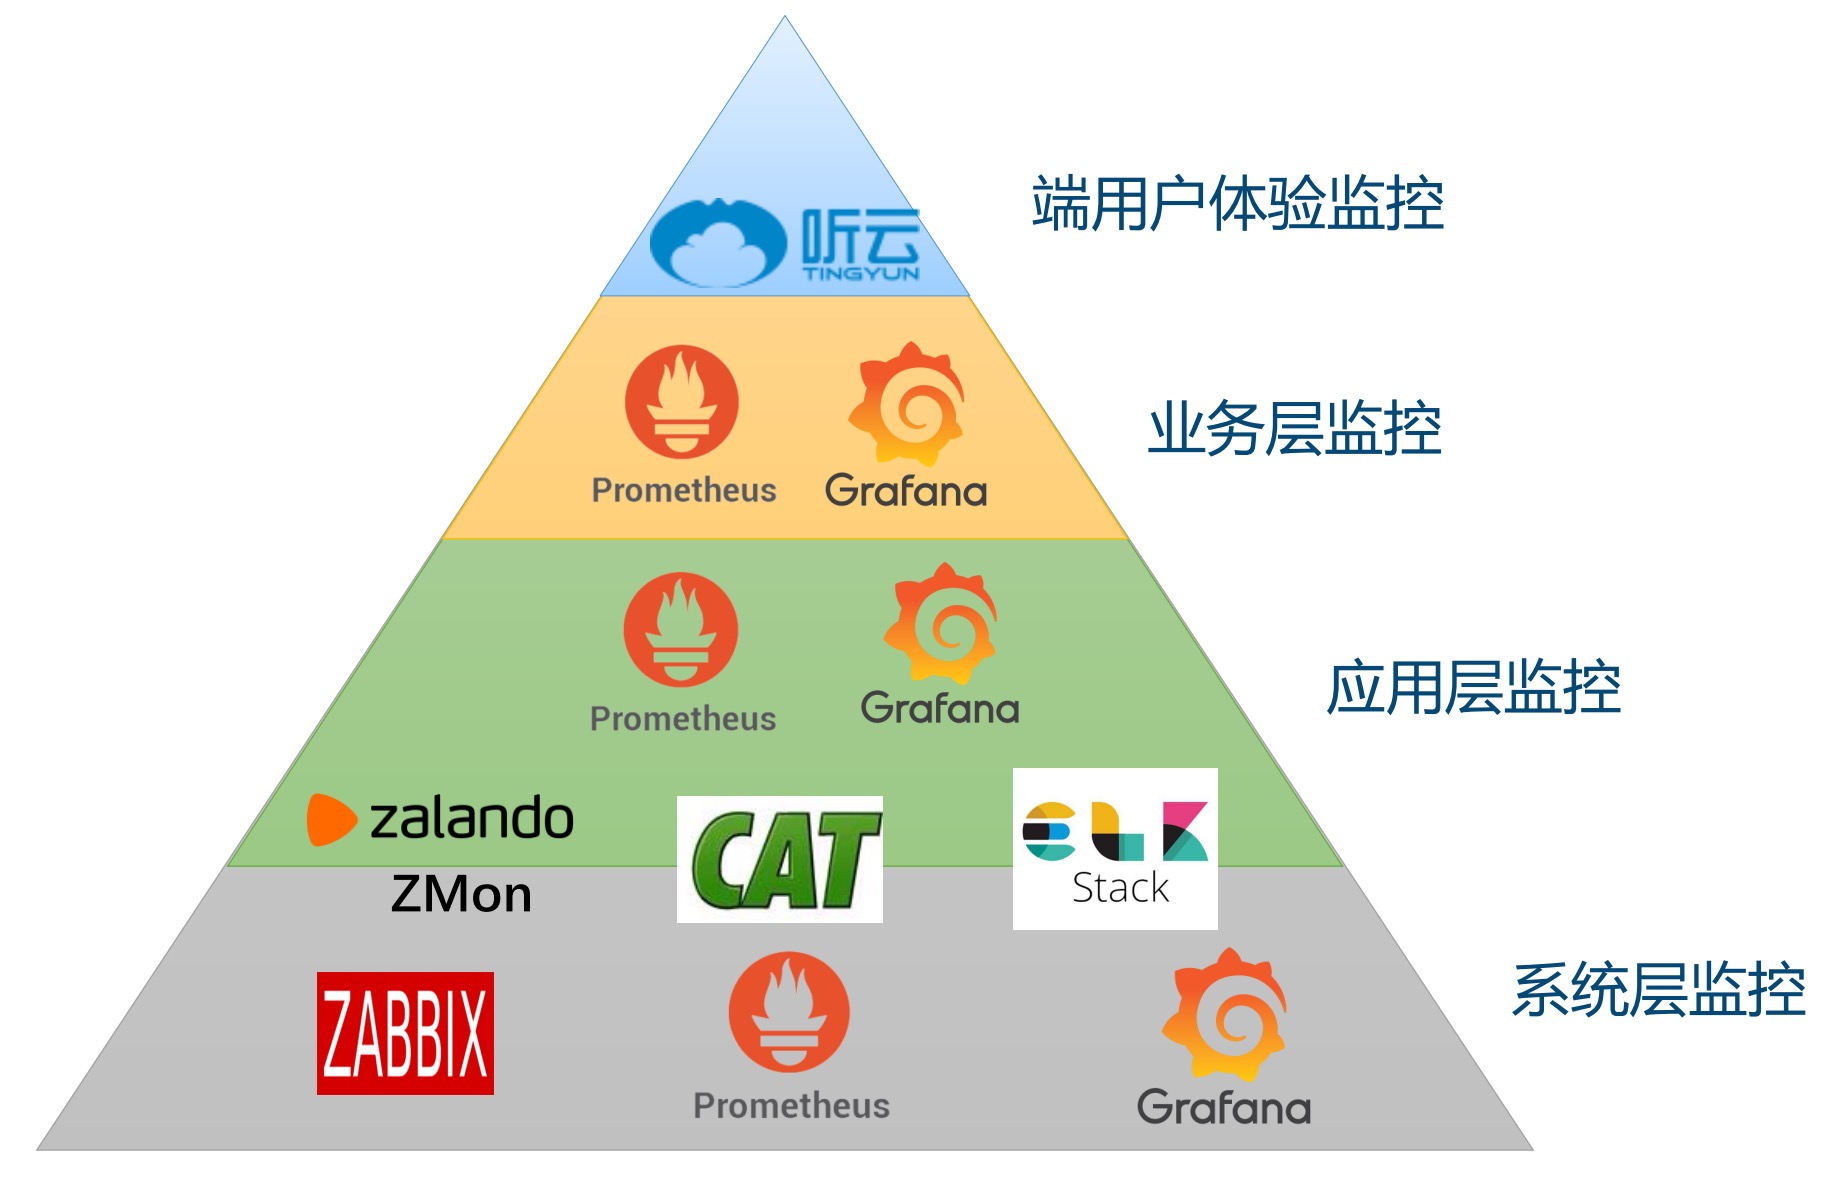 端用户体验监控
听云
TINGYUN
业务层监控
Prometheus
Grafana
应用层监控
Prometheus
Grafana
zalando
ZMon
CAT
ELK
Stack
系统层监控
ZABBIX
Prometheus
Grafana